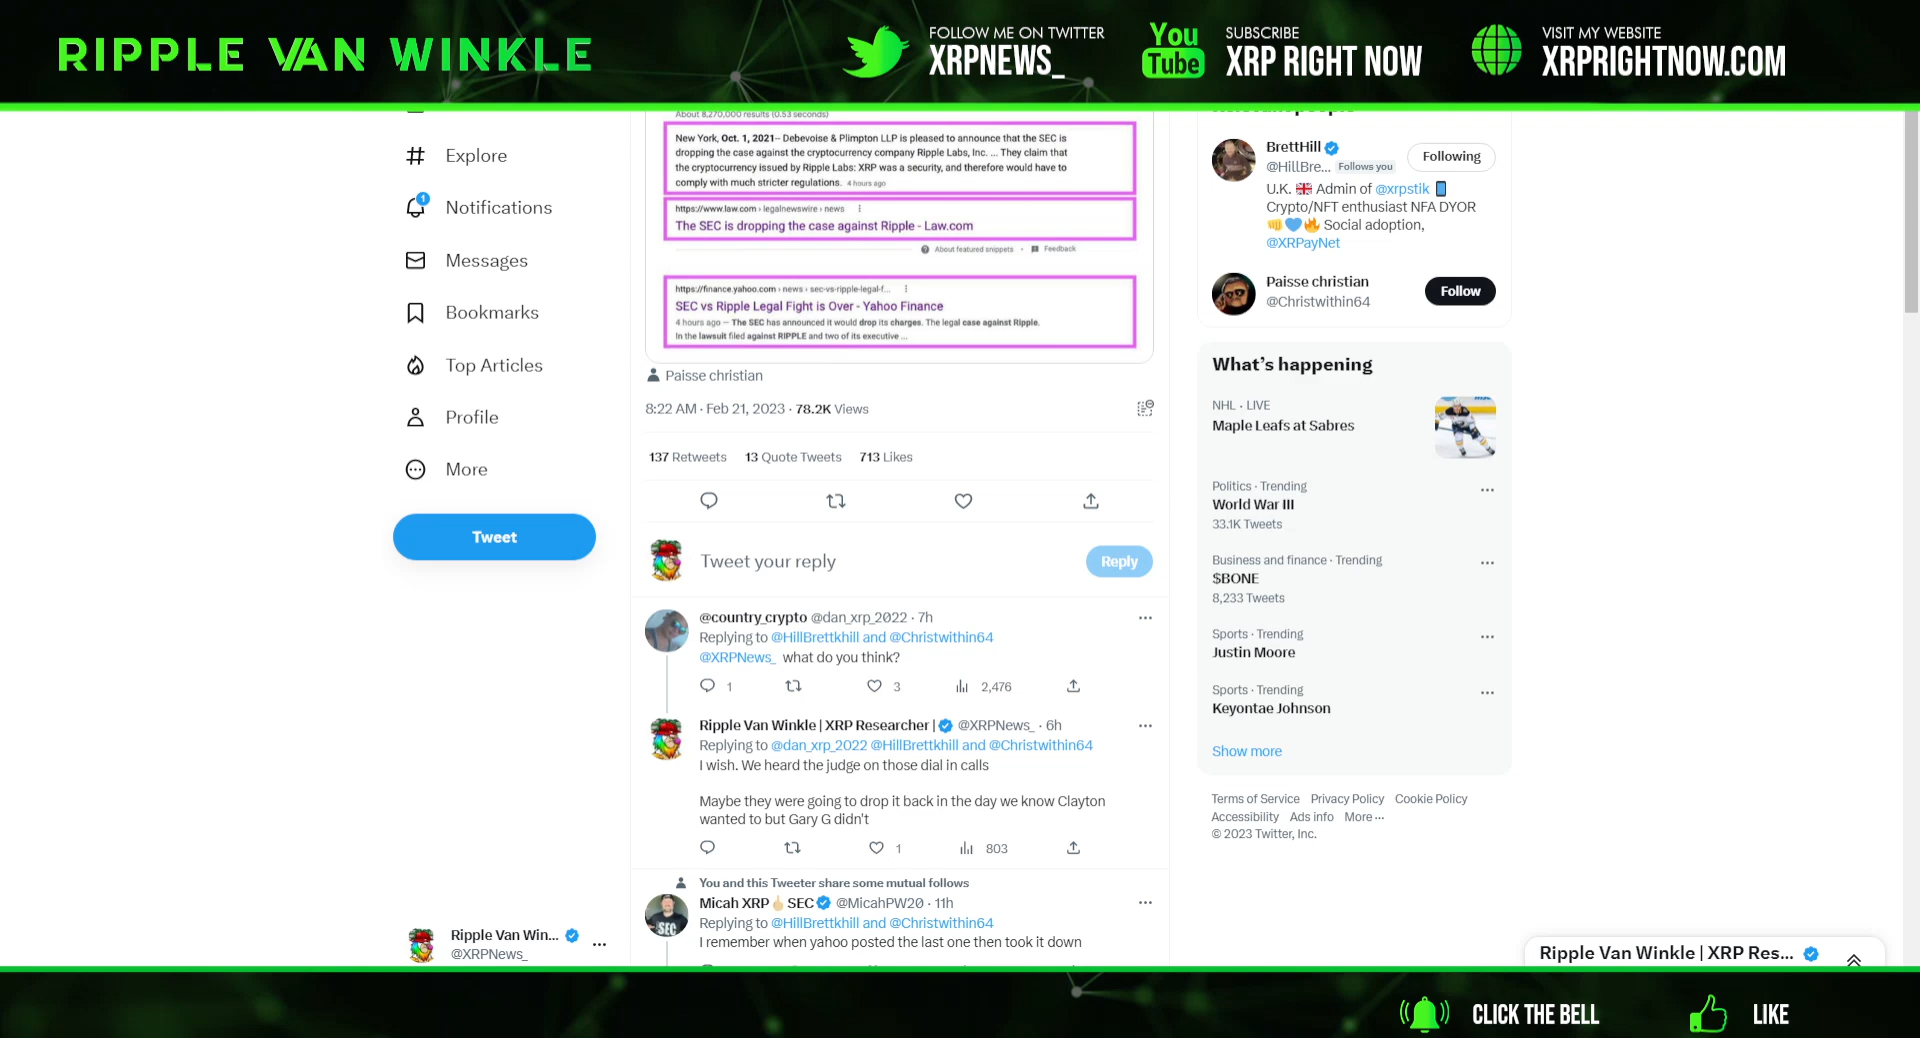 RIPPLE VAN WINKLE
FOLLOW ME ON TWITTER
XRPNEWS_
You
Tube
SUBSCRIBE
XRP RIGHT NOW
VISIT MY WEBSITE
XRPRIGHTNOW.COM
Explore
1
Notifications
Messages
Bookmarks
Top Articles
Profile
More
Tweet
Ripple Van Win...
@XRPNews_
About 8,270,000 results (0.53 seconds)
New York, Oct. 1, 2021– Debevoise & Plimpton LLP is pleased to announce that the SEC is
dropping the case against the cryptocurrency company Ripple Labs, Inc. ... They claim that
the cryptocurrency issued by Ripple Labs: XRP was a security, and therefore would have to
comply with much stricter regulations. 4 hours ago
https://www.law.com › legalnewswire › news
The SEC is dropping the case against Ripple - Law.com
About featured snippets · Feedback
https://finance.yahoo.com › news › sec-vs-ripple-legal-f...
SEC vs Ripple Legal Fight is Over - Yahoo Finance
4 hours ago — The SEC has announced it would drop its charges. The legal case against Ripple.
In the lawsuit filed against RIPPLE and two of its executive ...
Paisse christian
8:22 AM · Feb 21, 2023 · 78.2K Views
137 Retweets 13 Quote Tweets 713 Likes
Tweet your reply
Reply
@country_crypto @dan_xrp_2022 · 7h
Replying to @HillBrettkhill and @Christwithin64
@XRPNews_ what do you think?
1 3 2,476
Ripple Van Winkle | XRP Researcher | @XRPNews_ · 6h
Replying to @dan_xrp_2022 @HillBrettkhill and @Christwithin64
I wish. We heard the judge on those dial in calls
Maybe they were going to drop it back in the day we know Clayton
wanted to but Gary G didn't
1 803
You and this Tweeter share some mutual follows
Micah XRP🖕🏼SEC @MicahPW20 · 11h
SEC
Replying to @HillBrettkhill and @Christwithin64
I remember when yahoo posted the last one then took it down
BrettHill
@HillBre... Follows you
Following
U.K. 🇬🇧 Admin of @xrpstik 📱
Crypto/NFT enthusiast NFA DYOR
👊💙🔥 Social adoption,
@XRPayNet
Paisse christian
@Christwithin64
Follow
What's happening
NHL · LIVE
Maple Leafs at Sabres
Politics · Trending
World War III
33.1K Tweets
Business and finance · Trending
$BONE
8,233 Tweets
Sports · Trending
Justin Moore
Sports · Trending
Keyontae Johnson
Show more
Terms of Service Privacy Policy Cookie Policy
Accessibility Ads info More ···
© 2023 Twitter, Inc.
Ripple Van Winkle | XRP Res...
CLICK THE BELL
LIKE